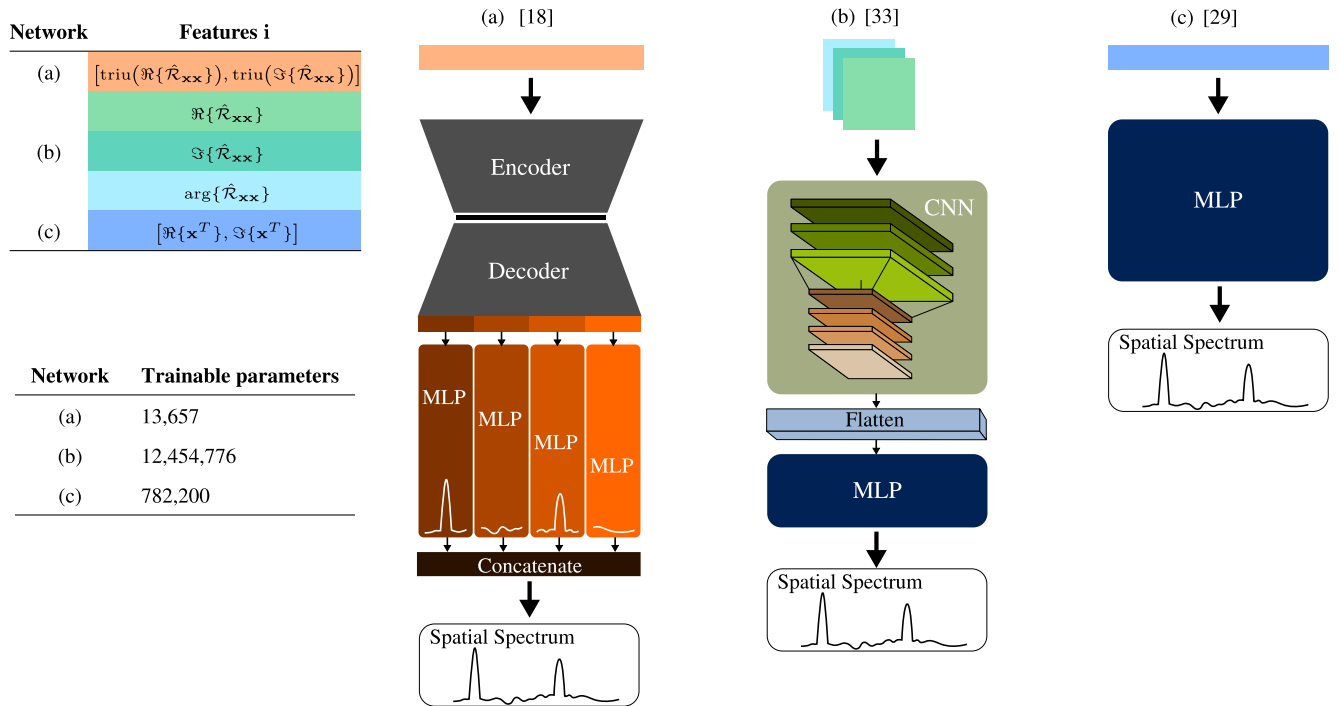 Network Features i
(a) [triu(ℜ{R̂xx}), triu(ℑ{R̂xx})]
ℜ{R̂xx}
(b) ℑ{R̂xx}
arg{R̂xx}
(c) [ℜ{x^T}, ℑ{x^T}]
Network Trainable parameters
(a) 13,657
(b) 12,454,776
(c) 782,200
(a) [18]
Encoder
Decoder
MLP
MLP
MLP
MLP
Concatenate
Spatial Spectrum
(b) [33]
CNN
Flatten
MLP
Spatial Spectrum
(c) [29]
MLP
Spatial Spectrum